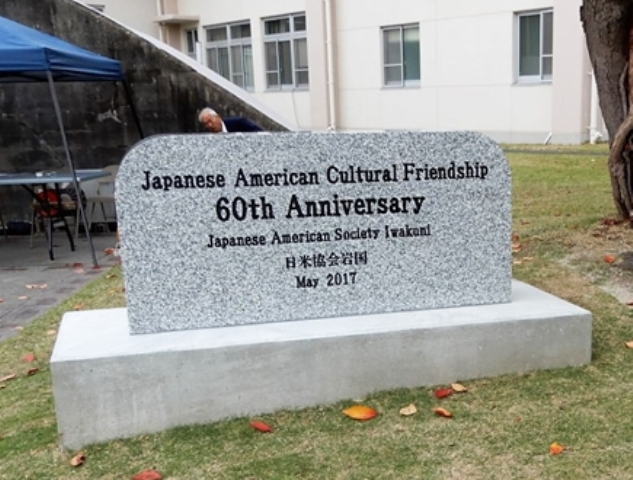 Japanese American Cultural Friendship
60th Anniversary
Japanese American Society Iwakuni
日米協会岩国
May 2017